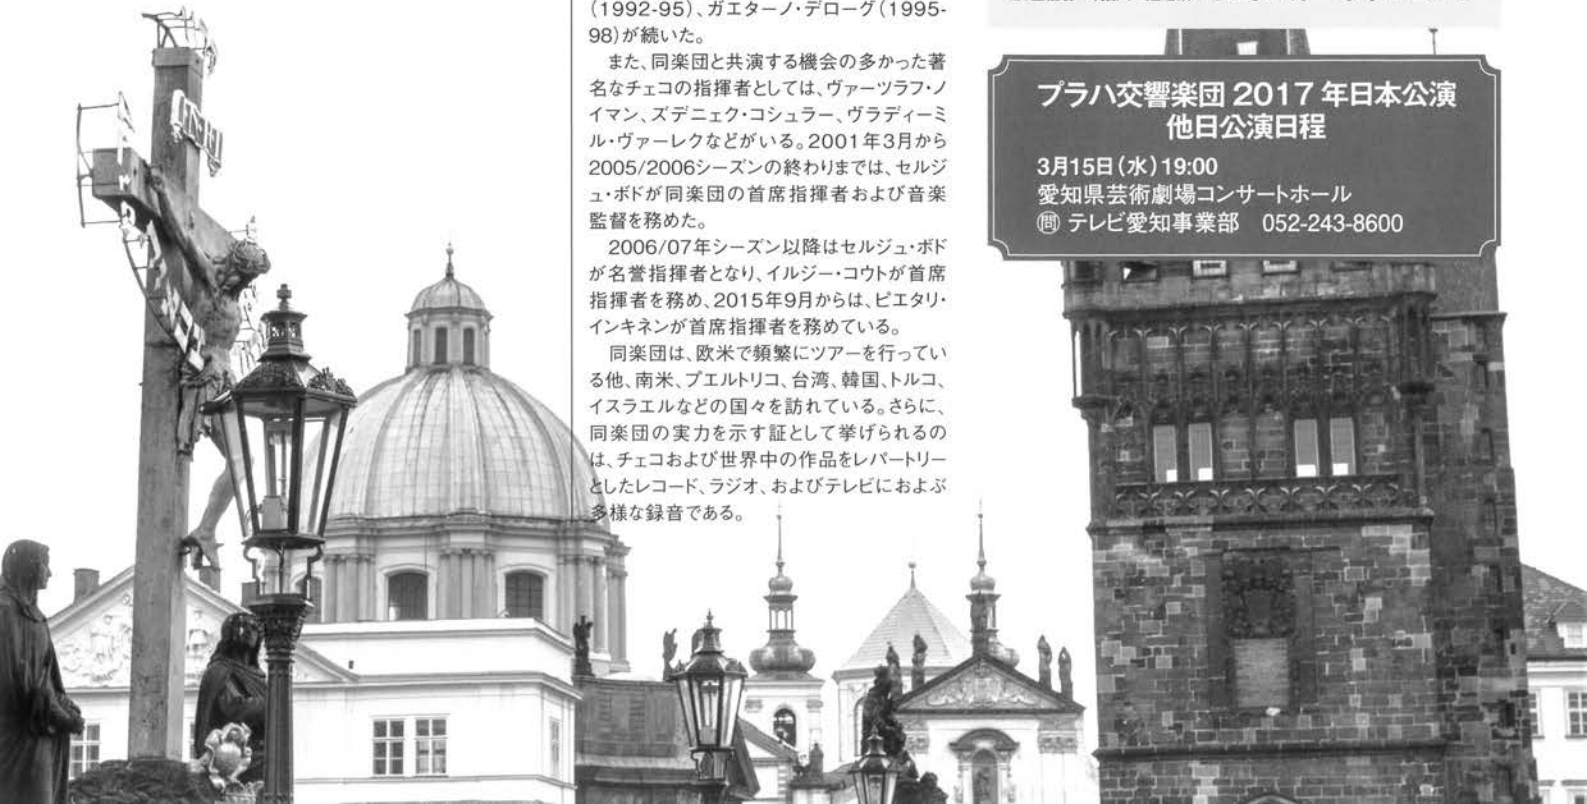 (1992-95)、ガエターノ・デローグ(1995-
98)が続いた。
また、同楽団と共演する機会の多かった著
名なチェコの指揮者としては、ヴァーツラフ・ノ
イマン、ズデニェク・コシュラー、ヴラディーミ
ル・ヴァーレクなどがいる。2001年3月から
2005/2006シーズンの終わりまでは、セルジ
ュ・ボドが同楽団の首席指揮者および音楽
監督を務めた。
2006/07年シーズン以降はセルジュ・ボド
が名誉指揮者となり、イルジー・コウトが首席
指揮者を務め、2015年9月からは、ピエタリ・
インキネンが首席指揮者を務めている。
同楽団は、欧米で頻繁にツアーを行ってい
る他、南米、プエルトリコ、台湾、韓国、トルコ、
イスラエルなどの国々を訪れている。さらに、
同楽団の実力を示す証として挙げられるの
は、チェコおよび世界中の作品をレパートリー
としたレコード、ラジオ、およびテレビにおよぶ
多様な録音である。
プラハ交響楽団 2017 年日本公演
他日公演日程
3月15日(水)19:00
愛知県芸術劇場コンサートホール
㉄ テレビ愛知事業部 052-243-8600